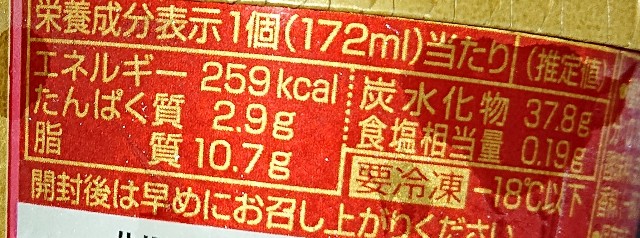 栄養成分表示1個(172ml)当たり(推定値)
エネルギー 259kcal
たんぱく質 2.9g
脂質 10.7g
炭水化物 37.8g
食塩相当量 0.19g
要冷凍 -18℃以下
開封後は早めにお召し上がりください